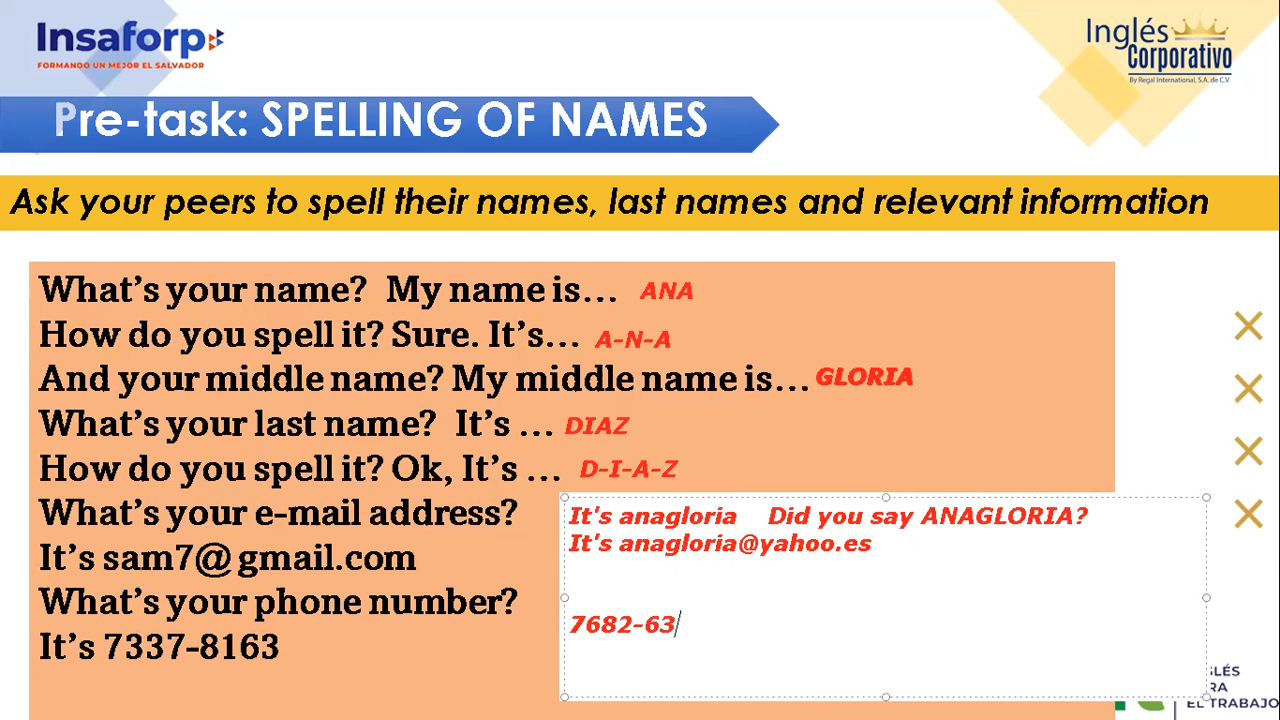 Insaforp
FORMANDO UN MEJOR EL SALVADOR
Inglés
Corporativo
By Regal International, S.A. de C.V.
Pre-task: SPELLING OF NAMES
Ask your peers to spell their names, last names and relevant information
What's your name? My name is... ANA
How do you spell it? Sure. It's... A-N-A
And your middle name? My middle name is... GLORIA
What's your last name? It's ... DIAZ
How do you spell it? Ok, It's ... D-I-A-Z
What's your e-mail address?
It's sam7@gmail.com
What's your phone number?
It's 7337-8163
It's anagloria Did you say ANAGLORIA?
It's anagloria@yahoo.es
7682-63
EL TRABAJO